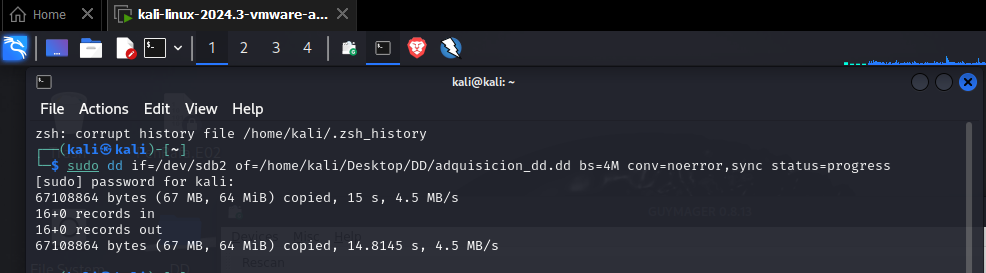 Home
kali-linux-2024.3-vmware-a...
1 2 3 4
kali@kali: ~
File Actions Edit View Help
zsh: corrupt history file /home/kali/.zsh_history
┌──(kali㉿kali)-[~]
└─$ sudo dd if=/dev/sdb2 of=/home/kali/Desktop/DD/adquisicion_dd.dd bs=4M conv=noerror,sync status=progress
[sudo] password for kali:
67108864 bytes (67 MB, 64 MiB) copied, 15 s, 4.5 MB/s
16+0 records in
16+0 records out
67108864 bytes (67 MB, 64 MiB) copied, 14.8145 s, 4.5 MB/s
Devices Misc Help
Rescan